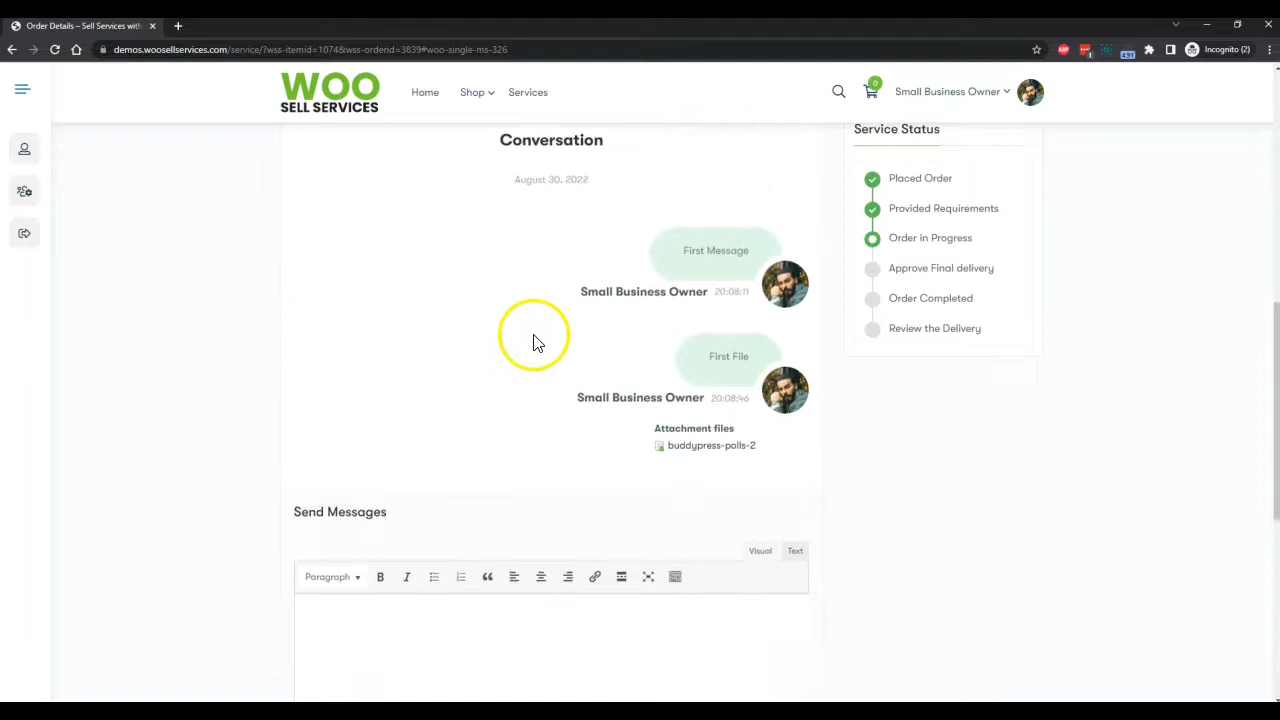 Order Details – Sell Services with
demos.woosellservices.com/service/?wss-itemid=1074&wss-orderid=3839#woo-single-ms-326
1
4.91
Incognito (2)
WOO
SELL SERVICES
Home
Shop
Services
0
Small Business Owner
Conversation
August 30, 2022
First Message
Small Business Owner 20:08:11
First File
Small Business Owner 20:08:46
Attachment files
buddypress-polls-2
Service Status
Placed Order
Provided Requirements
Order in Progress
Approve Final delivery
Order Completed
Review the Delivery
Send Messages
Visual Text
Paragraph B I